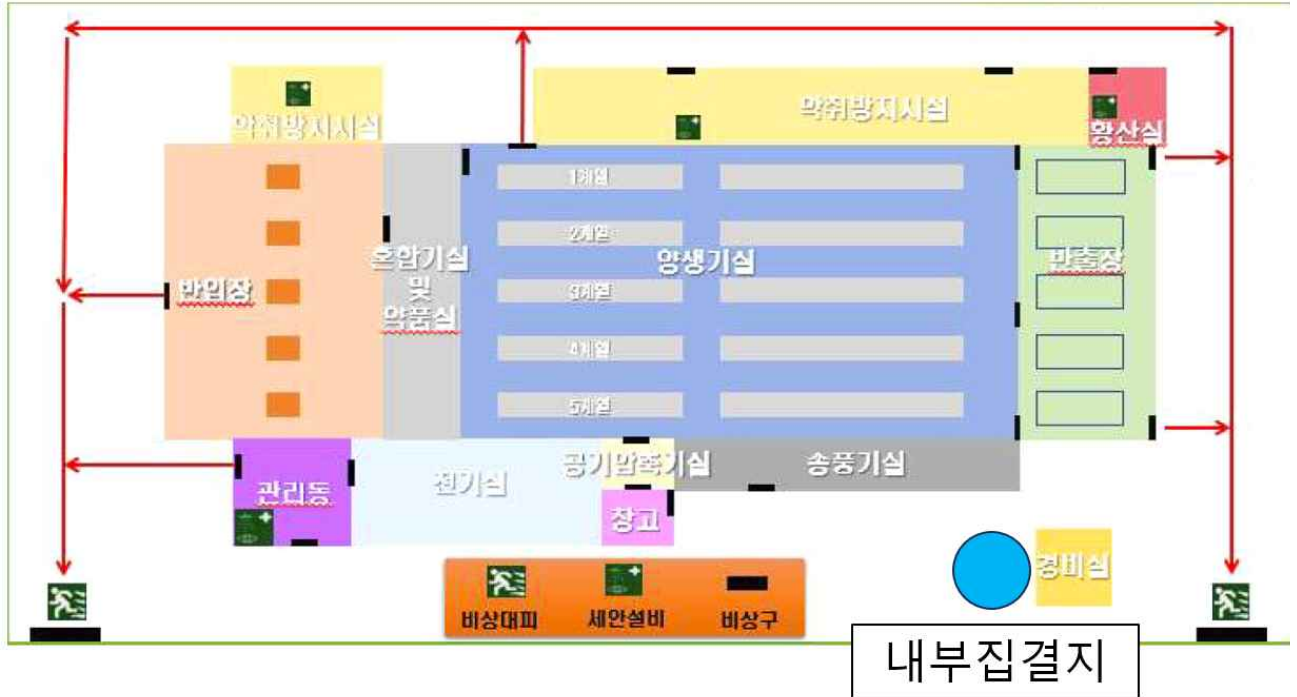 악취방지시설
악취방지시설
황산실
1계열
2계열
3계열
4계열
5계열
반입장
혼합기실
및
약품실
양생기실
반출장
관리동
전기실
공기압축기실
송풍기실
창고
경비실
비상대피
세안설비
비상구
내부집결지